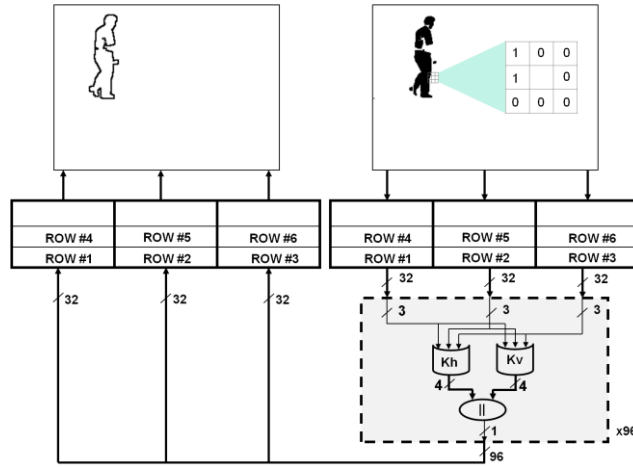 1 0 0
1 0
0 0 0
ROW #4 ROW #5 ROW #6
ROW #1 ROW #2 ROW #3
ROW #4 ROW #5 ROW #6
ROW #1 ROW #2 ROW #3
32 32 32
32 32 32
3 3 3
Kh Kv
4 4
||
1
x96
96